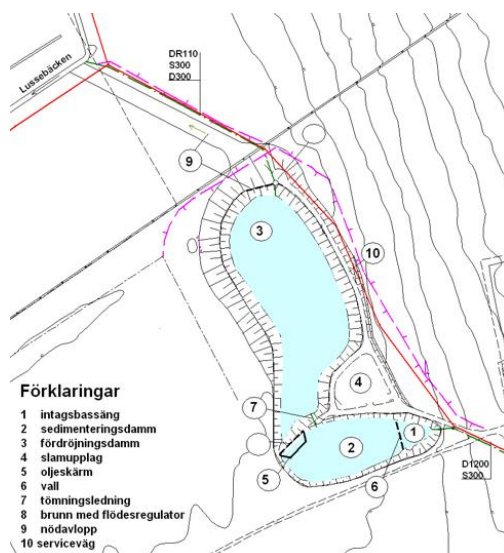 Lussebäcken
DR110
S300
D300
9
3
10
4
7
1
2
5
6
D1200
S300
Förklaringar
1 intagsbassäng
2 sedimenteringsdamm
3 fördröjningsdamm
4 slamupplag
5 oljeskärm
6 vall
7 tömningsledning
8 brunn med flödesregulator
9 nödavlopp
10 serviceväg